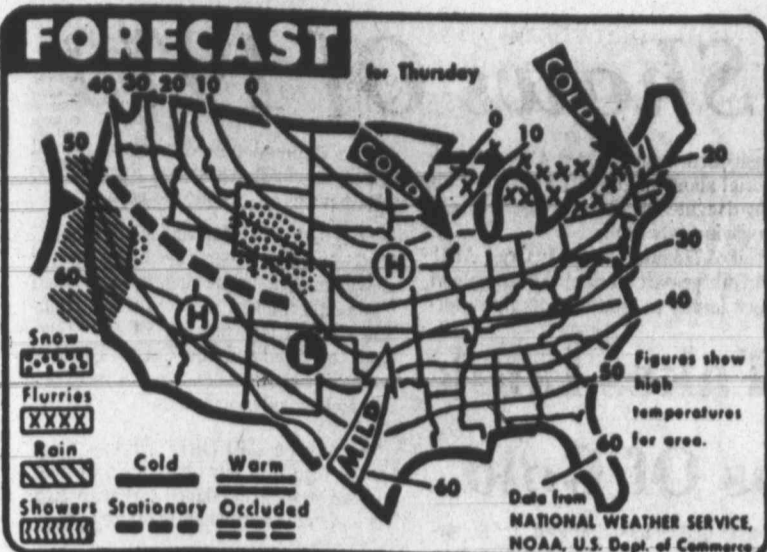 FORECAST
for Thursday
40 30 20 10 0
COLD
COLD
0
10
50
20
30
60
H
H
40
L
Snow
Figures show
50
high
Flurries
temperatures
XXXX
MILD
for area.
60
Rain
Cold
Warm
60
Showers
Stationary
Occluded
Data from
NATIONAL WEATHER SERVICE,
NOAA, U.S. Dept. of Commerce